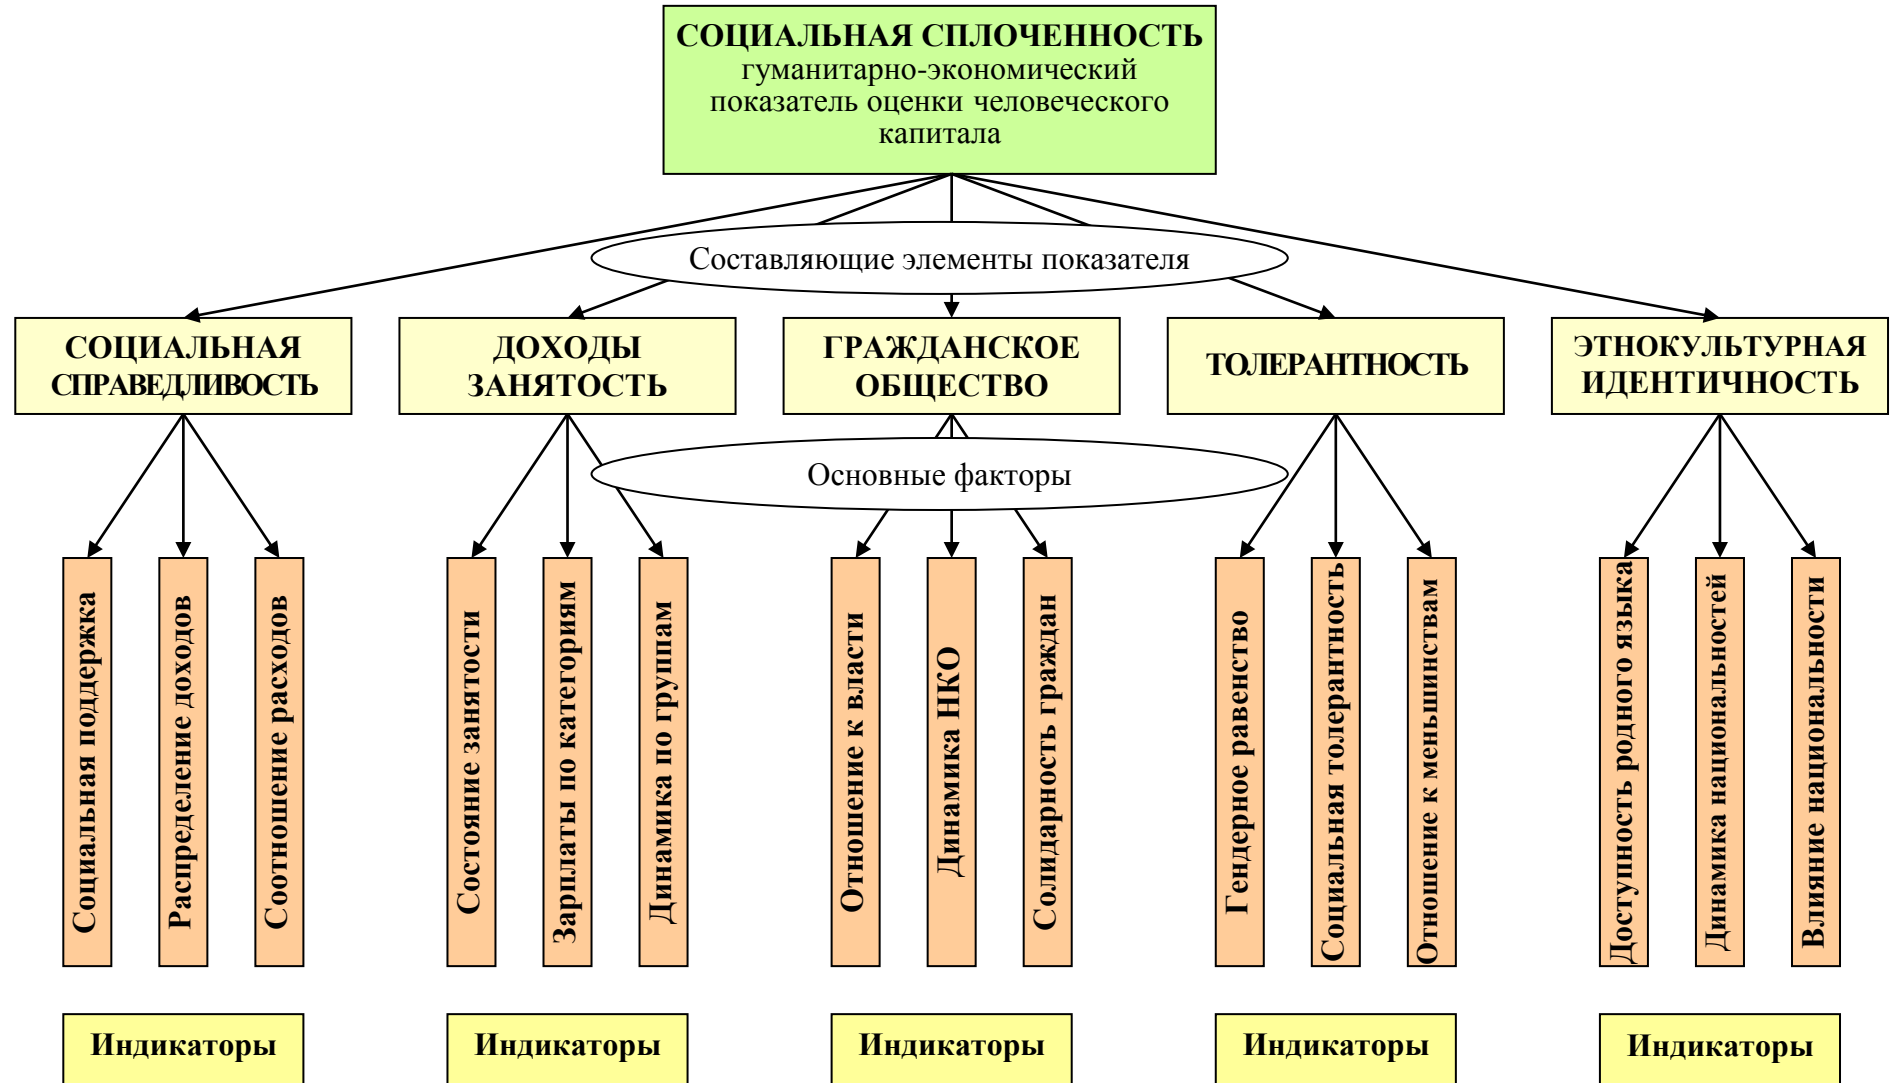 СОЦИАЛЬНАЯ СПЛОЧЕННОСТЬ
гуманитарно-экономический
показатель оценки человеческого
капитала
Составляющие элементы показателя
СОЦИАЛЬНАЯ
СПРАВЕДЛИВОСТЬ
ДОХОДЫ
ЗАНЯТОСТЬ
ГРАЖДАНСКОЕ
ОБЩЕСТВО
ТОЛЕРАНТНОСТЬ
ЭТНОКУЛЬТУРНАЯ
ИДЕНТИЧНОСТЬ
Основные факторы
Социальная поддержка
Распределение доходов
Соотношение расходов
Состояние занятости
Зарплаты по категориям
Динамика по группам
Отношение к власти
Динамика НКО
Солидарность граждан
Гендерное равенство
Социальная толерантность
Отношение к меньшинствам
Доступность родного языка
Динамика национальностей
Влияние национальности
Индикаторы
Индикаторы
Индикаторы
Индикаторы
Индикаторы